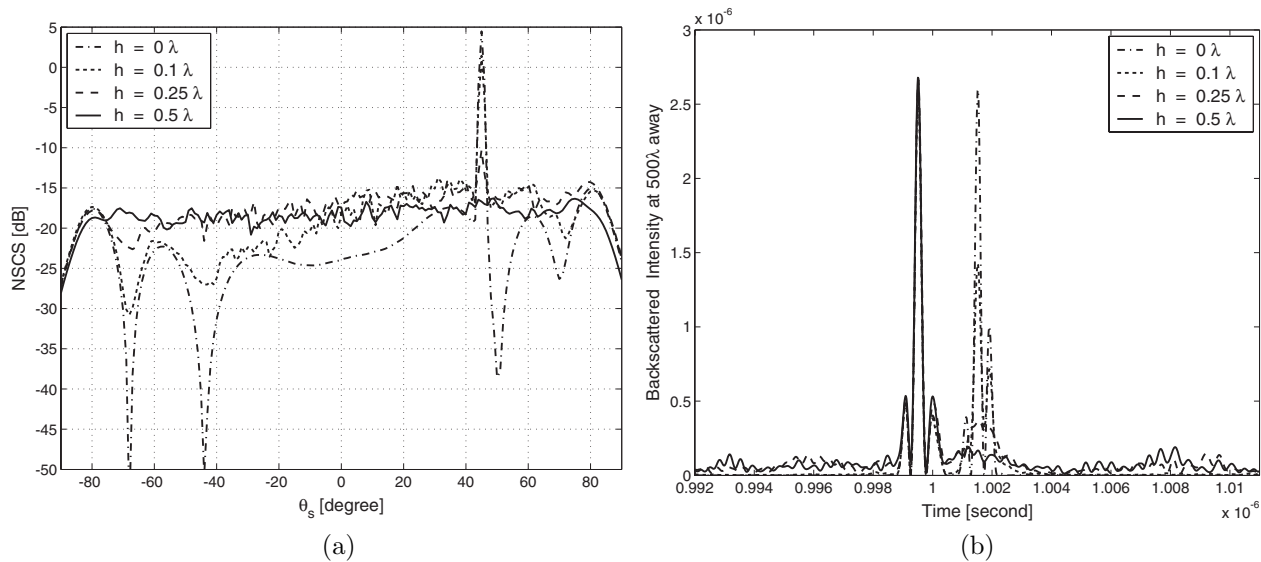 5
0
-5
-10
-15
-20
-25
-30
-35
-40
-45
-50
NSCS [dB]
h = 0 λ
h = 0.1 λ
h = 0.25 λ
h = 0.5 λ
-80 -60 -40 -20 0 20 40 60 80
θs [degree]
(a)
x 10-6
3
2.5
2
1.5
1
0.5
0
Backscattered Intensity at 500λ away
h = 0 λ
h = 0.1 λ
h = 0.25 λ
h = 0.5 λ
0.992 0.994 0.996 0.998 1 1.002 1.004 1.006 1.008 1.01
Time [second]
x 10-6
(b)